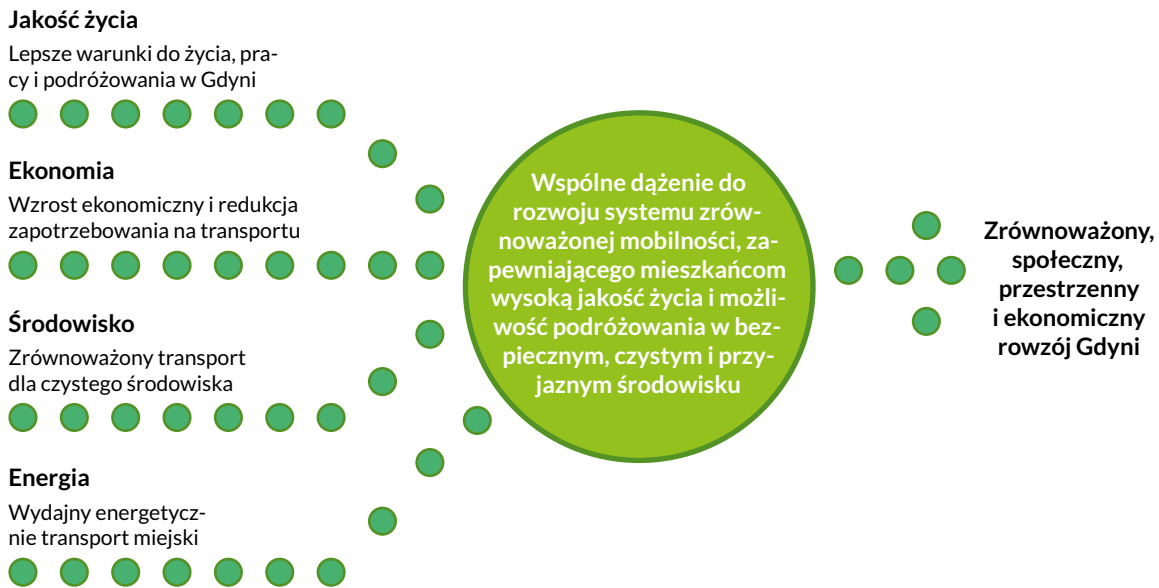 Jakość życia
Lepsze warunki do życia, pra-
cy i podróżowania w Gdyni
Ekonomia
Wzrost ekonomiczny i redukcja
zapotrzebowania na transportu
Środowisko
Zrównoważony transport
dla czystego środowiska
Energia
Wydajny energetycz-
nie transport miejski
Wspólne dążenie do
rozwoju systemu zrów-
noważonej mobilności, za-
pewniającego mieszkańcom
wysoką jakość życia i możli-
wość podróżowania w bez-
piecznym, czystym i przy-
jaznym środowisku
Zrównoważony,
społeczny,
przestrzenny
i ekonomiczny
rowzój Gdyni